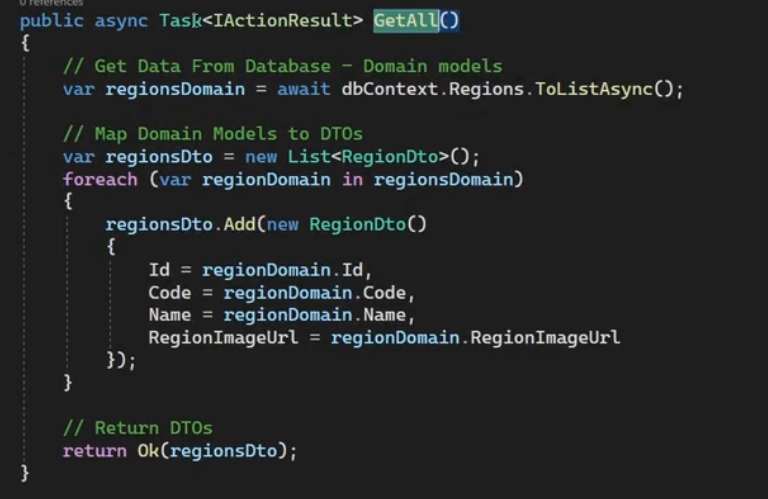 0 references
public async Task<IActionResult> GetAll()
{
// Get Data From Database - Domain models
var regionsDomain = await dbContext.Regions.ToListAsync();
// Map Domain Models to DTOs
var regionsDto = new List<RegionDto>();
foreach (var regionDomain in regionsDomain)
{
regionsDto.Add(new RegionDto()
{
Id = regionDomain.Id,
Code = regionDomain.Code,
Name = regionDomain.Name,
RegionImageUrl = regionDomain.RegionImageUrl
});
}
// Return DTOs
return Ok(regionsDto);
}